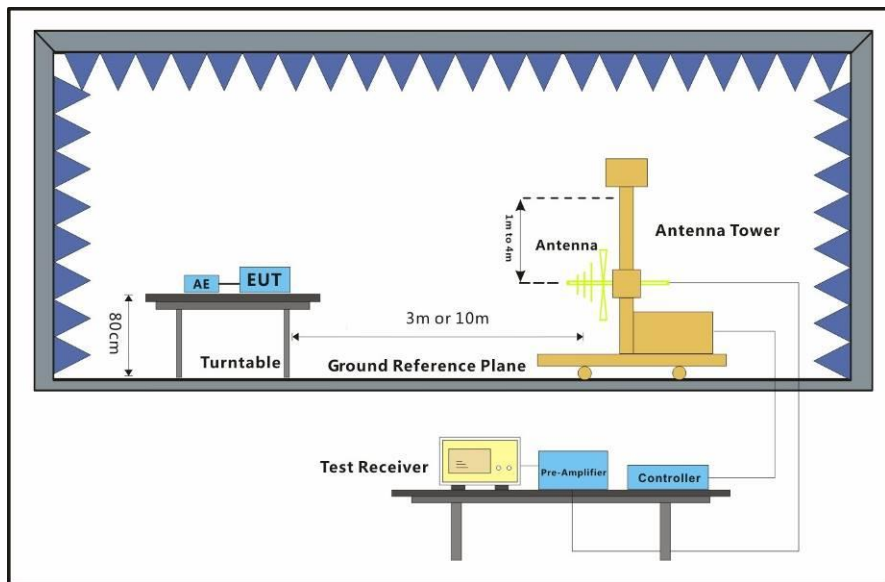 1m to 4m
Antenna
Antenna Tower
AE
EUT
80cm
3m or 10m
Turntable
Ground Reference Plane
Test Receiver
Pre-Amplifier
Controller